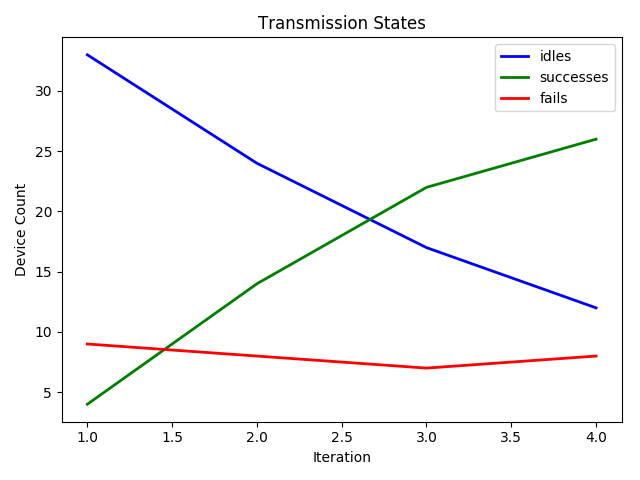 Transmission States
idles
successes
fails
Device Count
30
25
20
15
10
5
1.0 1.5 2.0 2.5 3.0 3.5 4.0
Iteration